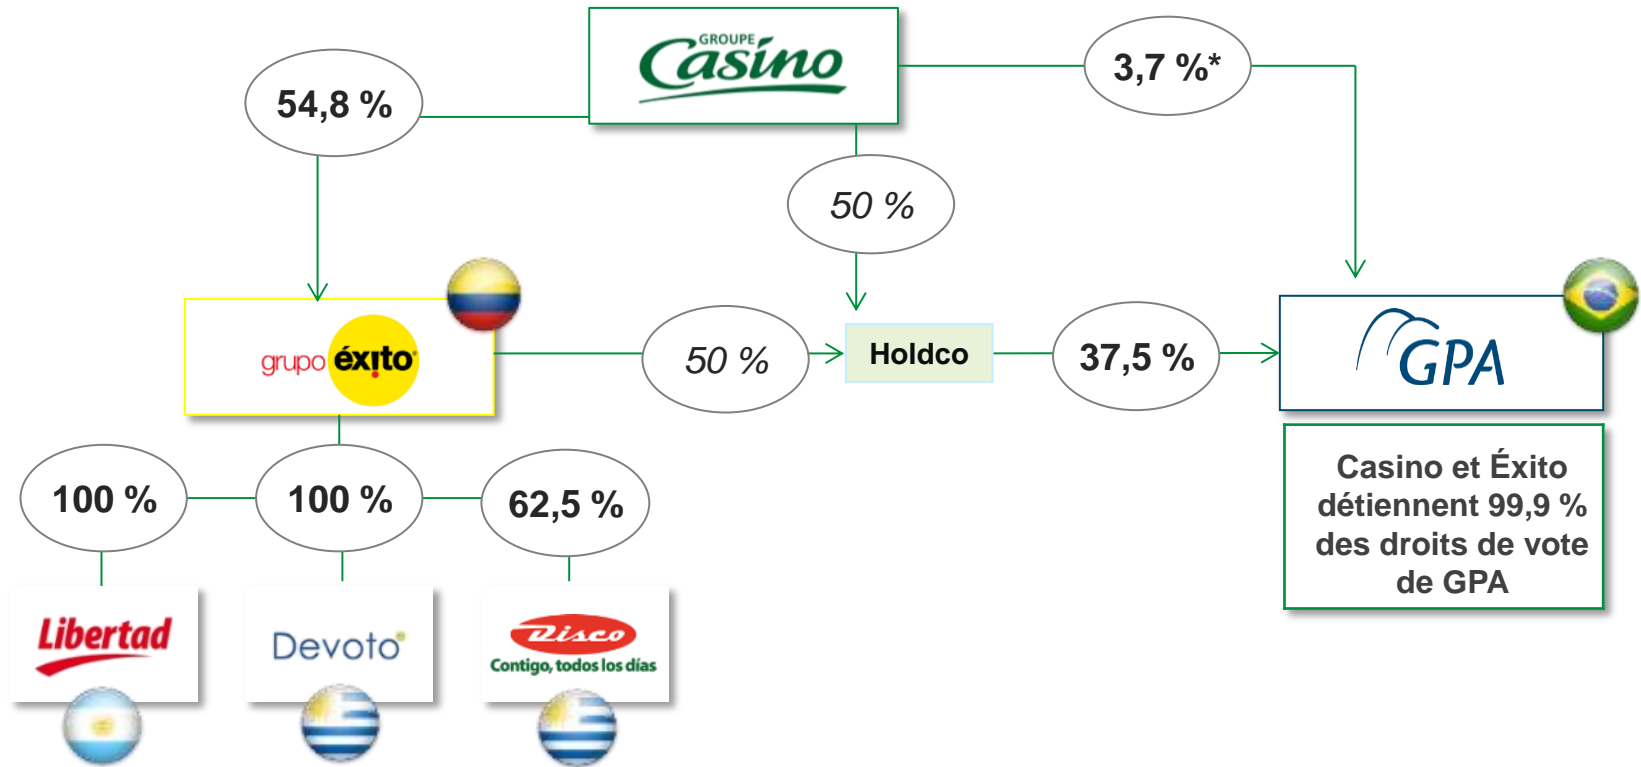 GROUPE
Casino
54,8 %
3,7 %*
50 %
grupo éxito
50 %
Holdco
37,5 %
GPA
Casino et Éxito
détiennent 99,9 %
des droits de vote
de GPA
100 %
100 %
62,5 %
Libertad
Devoto
Disco
Contigo, todos los días